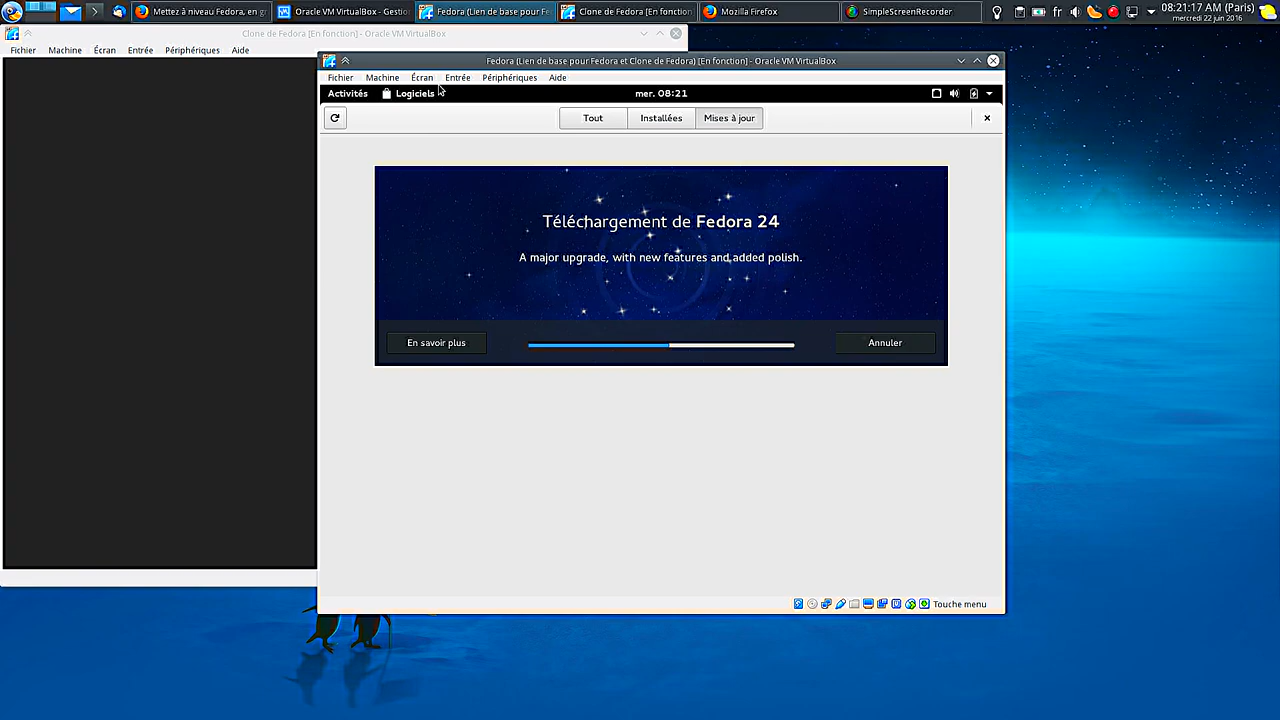 Mettez à niveau Fedora, en gr
Oracle VM VirtualBox - Gestio
Fedora (Lien de base pour Fe
Clone de Fedora [En fonction
Mozilla Firefox
SimpleScreenRecorder
fr
08:21:17 AM (Paris)
mercredi 22 juin 2016
Clone de Fedora [En fonction] - Oracle VM VirtualBox
Fichier Machine Écran Entrée Périphériques Aide
Fedora (Lien de base pour Fedora et Clone de Fedora) [En fonction] - Oracle VM VirtualBox
Fichier Machine Écran Entrée Périphériques Aide
Activités Logiciels mer. 08:21
Tout Installées Mises à jour
Téléchargement de Fedora 24
A major upgrade, with new features and added polish.
En savoir plus Annuler
Touche menu